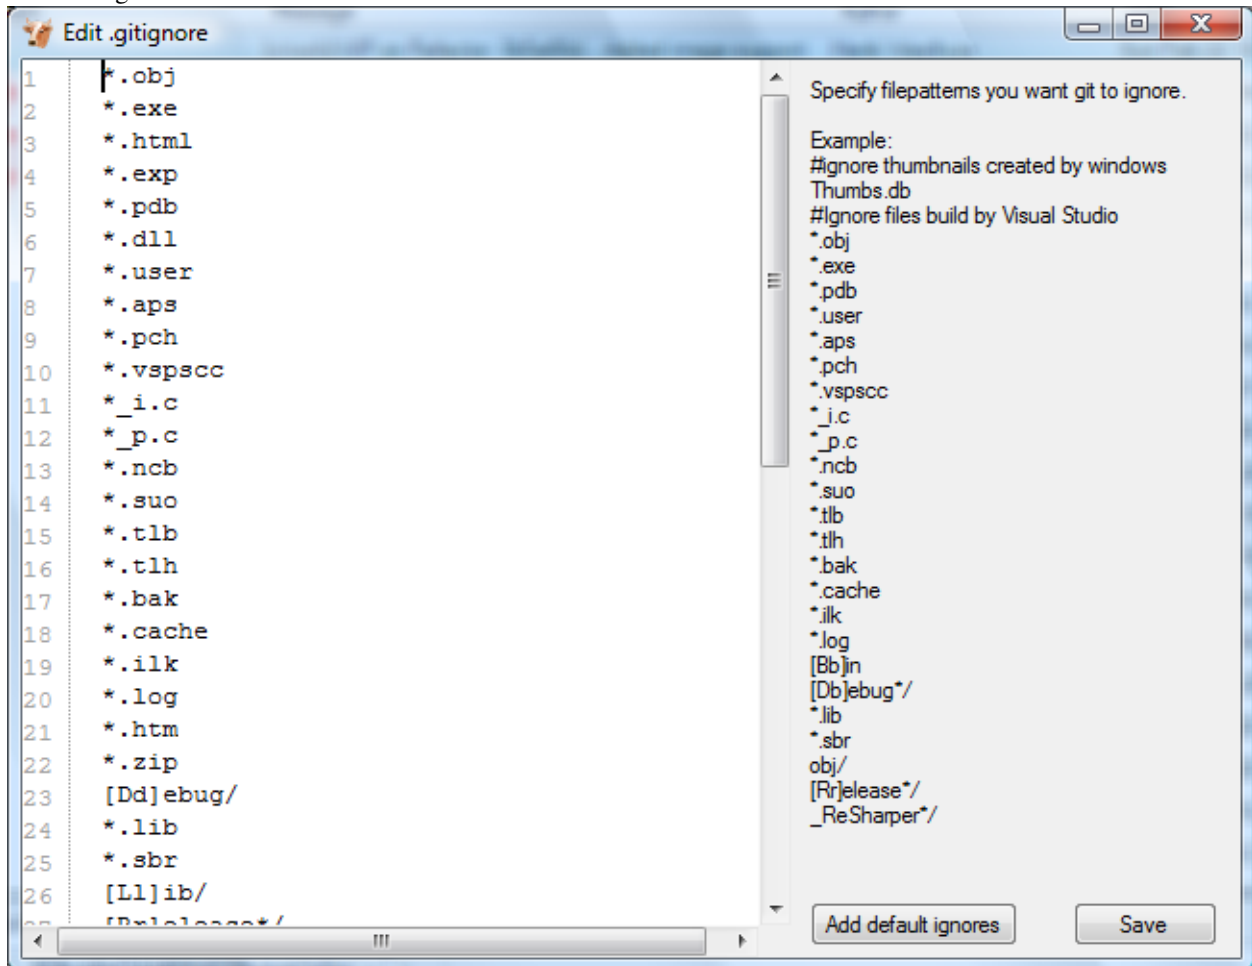 Edit .gitignore
1 *.obj
2 *.exe
3 *.html
4 *.exp
5 *.pdb
6 *.dll
7 *.user
8 *.aps
9 *.pch
10 *.vspscc
11 *_i.c
12 *_p.c
13 *.ncb
14 *.suo
15 *.tlb
16 *.tlh
17 *.bak
18 *.cache
19 *.ilk
20 *.log
21 *.htm
22 *.zip
23 [Dd]ebug/
24 *.lib
25 *.sbr
26 [Ll]ib/
Specify filepatterns you want git to ignore.
Example:
#ignore thumbnails created by windows
Thumbs.db
#Ignore files build by Visual Studio
*.obj
*.exe
*.pdb
*.user
*.aps
*.pch
*.vspscc
*_i.c
*_p.c
*.ncb
*.suo
*.tlb
*.tlh
*.bak
*.cache
*.ilk
*.log
[Bb]in
[Db]ebug*/
*.lib
*.sbr
obj/
[Rr]elease*/
_ReSharper*/
Add default ignores
Save